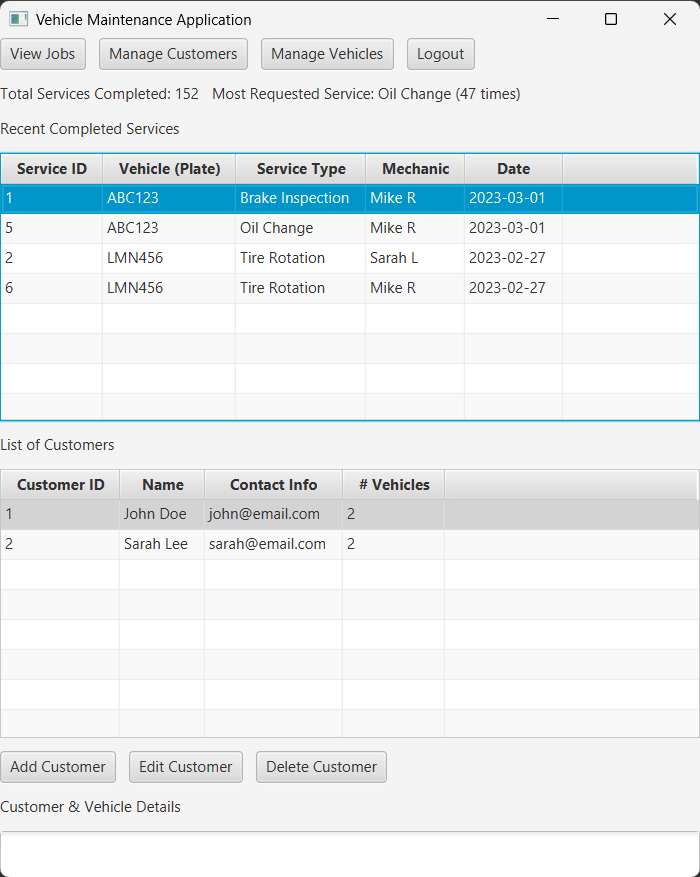 Vehicle Maintenance Application
View Jobs Manage Customers Manage Vehicles Logout
Total Services Completed: 152 Most Requested Service: Oil Change (47 times)
Recent Completed Services
Service ID Vehicle (Plate) Service Type Mechanic Date
1 ABC123 Brake Inspection Mike R 2023-03-01
5 ABC123 Oil Change Mike R 2023-03-01
2 LMN456 Tire Rotation Sarah L 2023-02-27
6 LMN456 Tire Rotation Mike R 2023-02-27
List of Customers
Customer ID Name Contact Info # Vehicles
1 John Doe john@email.com 2
2 Sarah Lee sarah@email.com 2
Add Customer Edit Customer Delete Customer
Customer & Vehicle Details